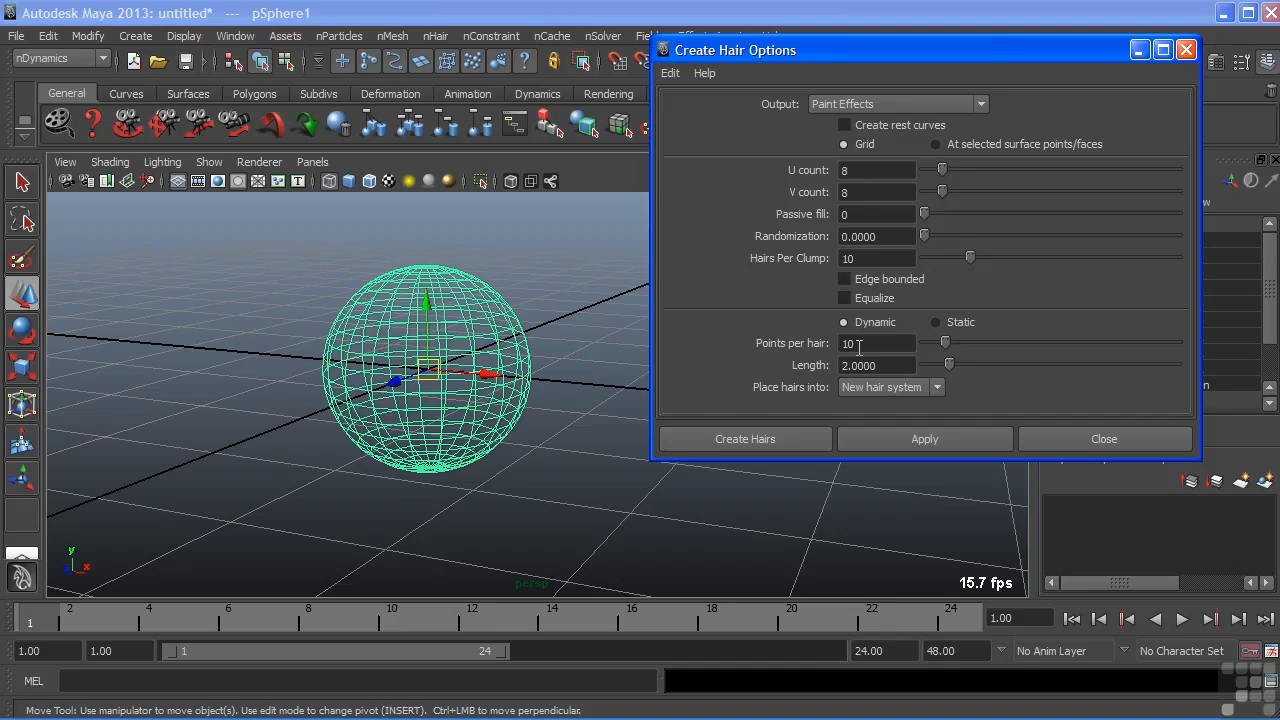 Autodesk Maya 2013: untitled* --- pSphere1
File Edit Modify Create Display Window Assets nParticles nMesh nHair nConstraint nCache nSolver
nDynamics
General Curves Surfaces Polygons Subdivs Deformation Animation Dynamics Rendering
View Shading Lighting Show Renderer Panels
Create Hair Options
Edit Help
Output: Paint Effects
Create rest curves
Grid At selected surface points/faces
U count: 8
V count: 8
Passive fill: 0
Randomization: 0.0000
Hairs Per Clump: 10
Edge bounded
Equalize
Dynamic Static
Points per hair: 10
Length: 2.0000
Place hairs into: New hair system
Create Hairs Apply Close
y
x
persp
15.7 fps
2 4 6 8 10 12 14 16 18 20 22 24
1
1.00
1.00 1.00 1 24 24.00 48.00 No Anim Layer No Character Set
MEL
Move Tool: Use manipulator to move object(s). Use edit mode to change pivot (INSERT). Ctrl+LMB to move perpendicular.